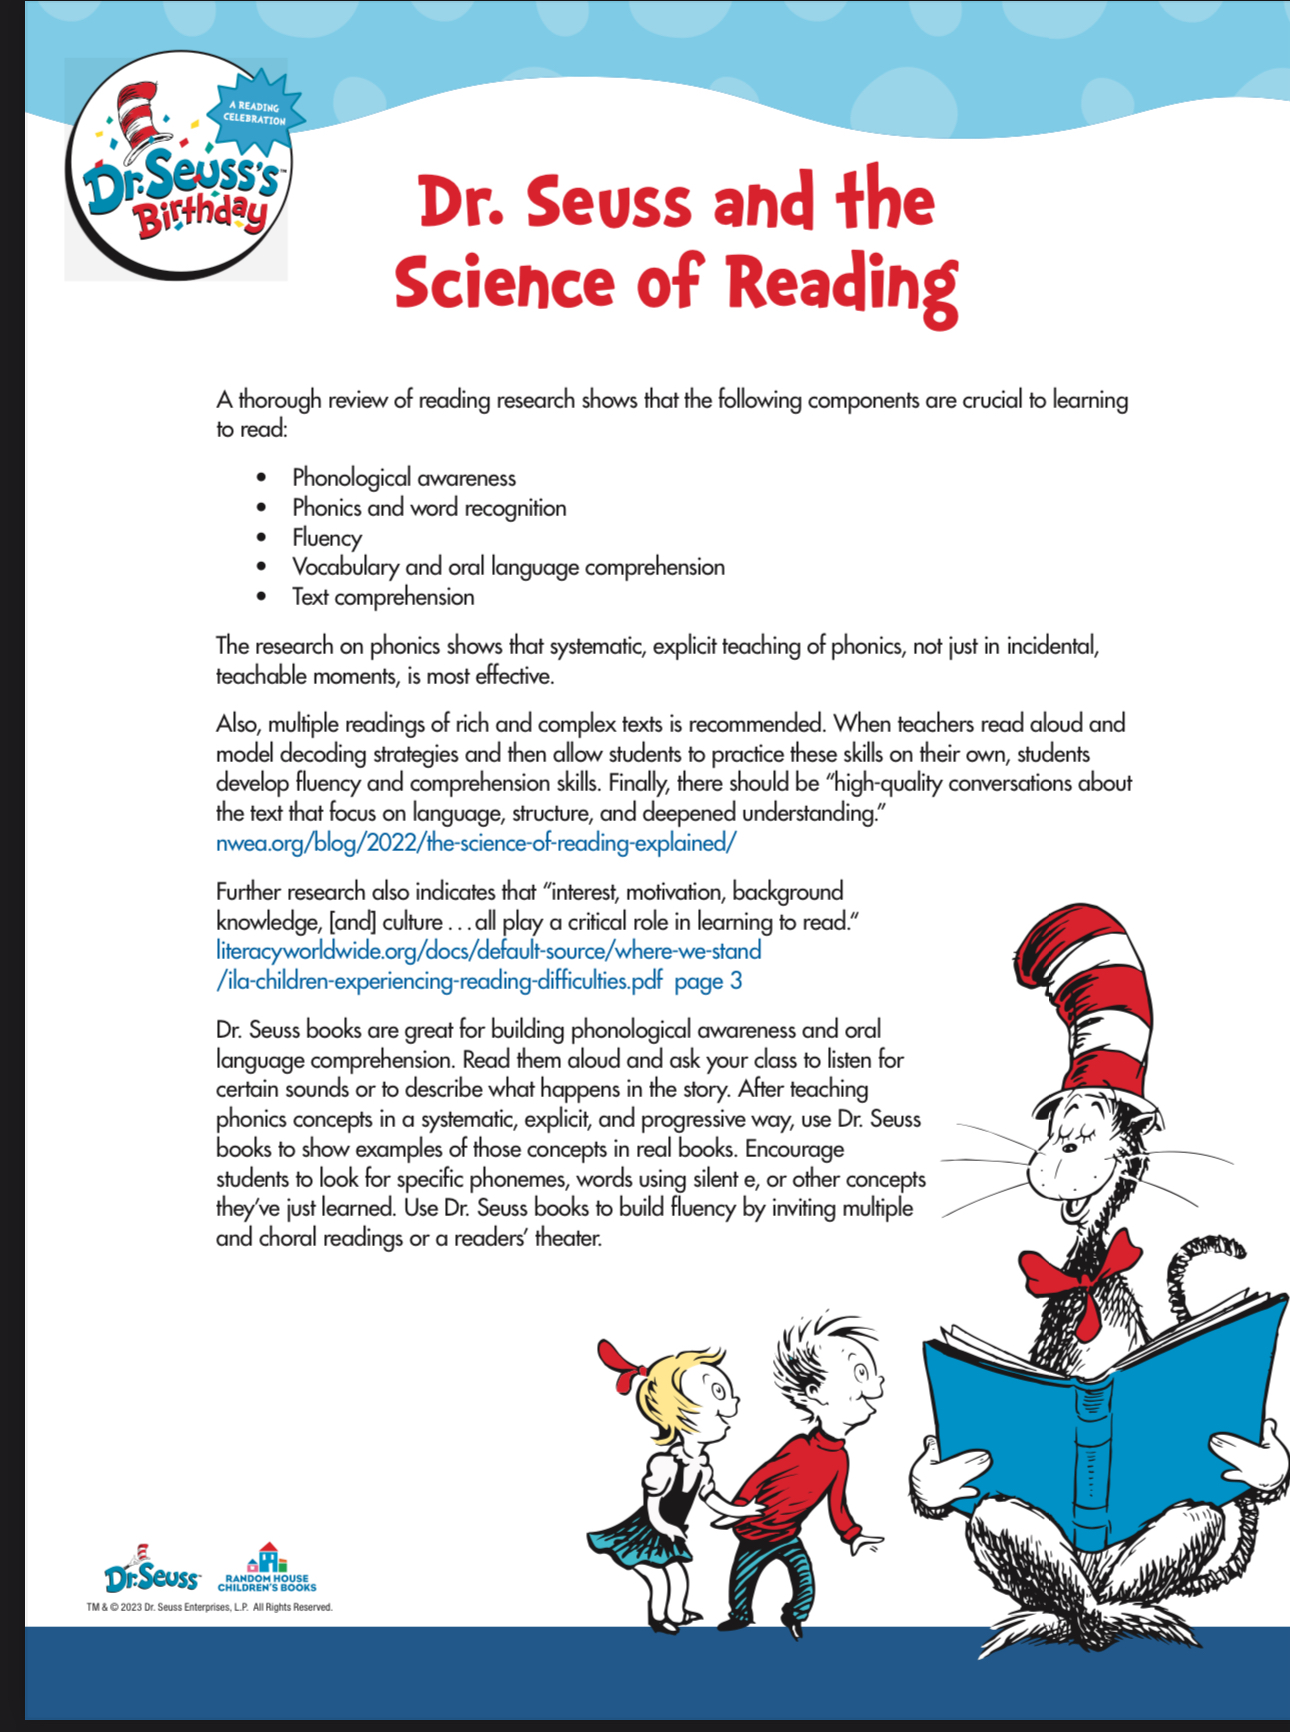 A READING
CELEBRATION
Dr. Seuss's™
Birthday
Dr. Seuss and the
Science of Reading
A thorough review of reading research shows that the following components are crucial to learning
to read:
• Phonological awareness
• Phonics and word recognition
• Fluency
• Vocabulary and oral language comprehension
• Text comprehension
The research on phonics shows that systematic, explicit teaching of phonics, not just in incidental,
teachable moments, is most effective.
Also, multiple readings of rich and complex texts is recommended. When teachers read aloud and
model decoding strategies and then allow students to practice these skills on their own, students
develop fluency and comprehension skills. Finally, there should be “high-quality conversations about
the text that focus on language, structure, and deepened understanding.”
nwea.org/blog/2022/the-science-of-reading-explained/
Further research also indicates that “interest, motivation, background
knowledge, [and] culture . . . all play a critical role in learning to read.“
literacyworldwide.org/docs/default-source/where-we-stand
/ila-children-experiencing-reading-difficulties.pdf page 3
Dr. Seuss books are great for building phonological awareness and oral
language comprehension. Read them aloud and ask your class to listen for
certain sounds or to describe what happens in the story. After teaching
phonics concepts in a systematic, explicit, and progressive way, use Dr. Seuss
books to show examples of those concepts in real books. Encourage
students to look for specific phonemes, words using silent e, or other concepts
they’ve just learned. Use Dr. Seuss books to build fluency by inviting multiple
and choral readings or a readers’ theater.
Dr. Seuss™
RANDOM HOUSE
CHILDREN'S BOOKS
TM & © 2023 Dr. Seuss Enterprises, L.P. All Rights Reserved.